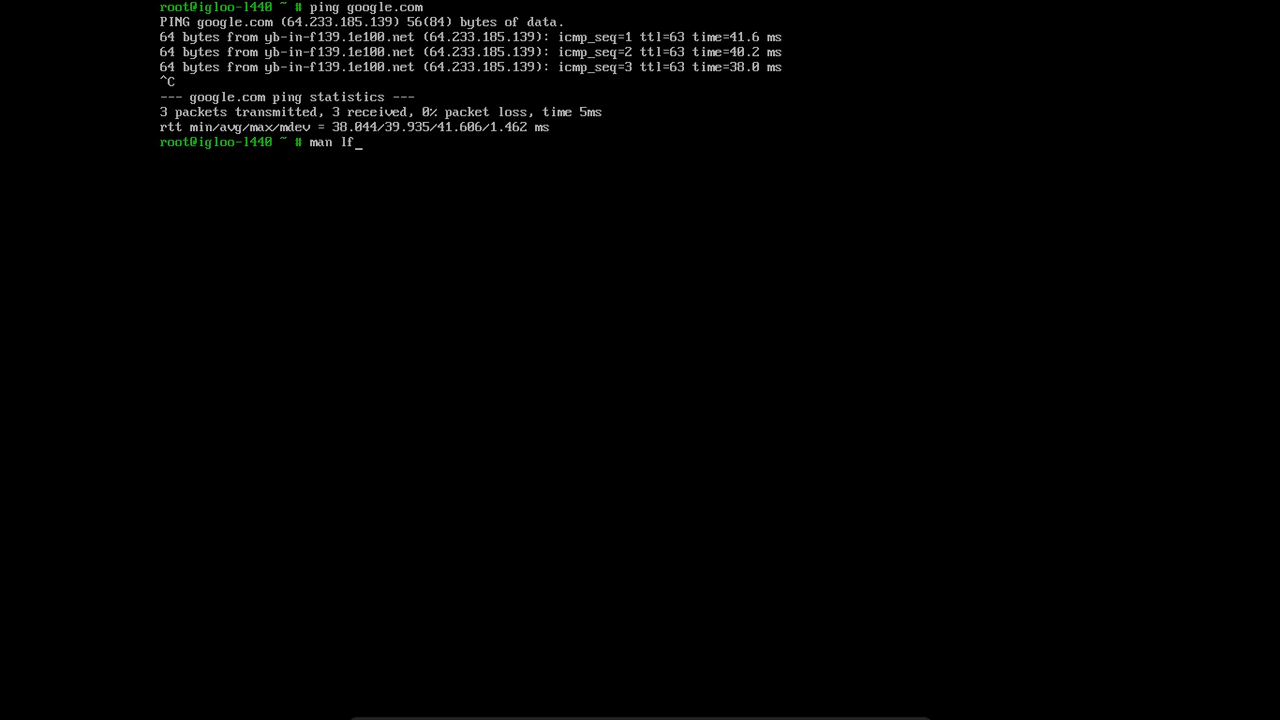 root@igloo-l440 ~ # ping google.com
PING google.com (64.233.185.139) 56(84) bytes of data.
64 bytes from yb-in-f139.1e100.net (64.233.185.139): icmp_seq=1 ttl=63 time=41.6 ms
64 bytes from yb-in-f139.1e100.net (64.233.185.139): icmp_seq=2 ttl=63 time=40.2 ms
64 bytes from yb-in-f139.1e100.net (64.233.185.139): icmp_seq=3 ttl=63 time=38.0 ms
^C
--- google.com ping statistics ---
3 packets transmitted, 3 received, 0% packet loss, time 5ms
rtt min/avg/max/mdev = 38.044/39.935/41.606/1.462 ms
root@igloo-l440 ~ # man lf_